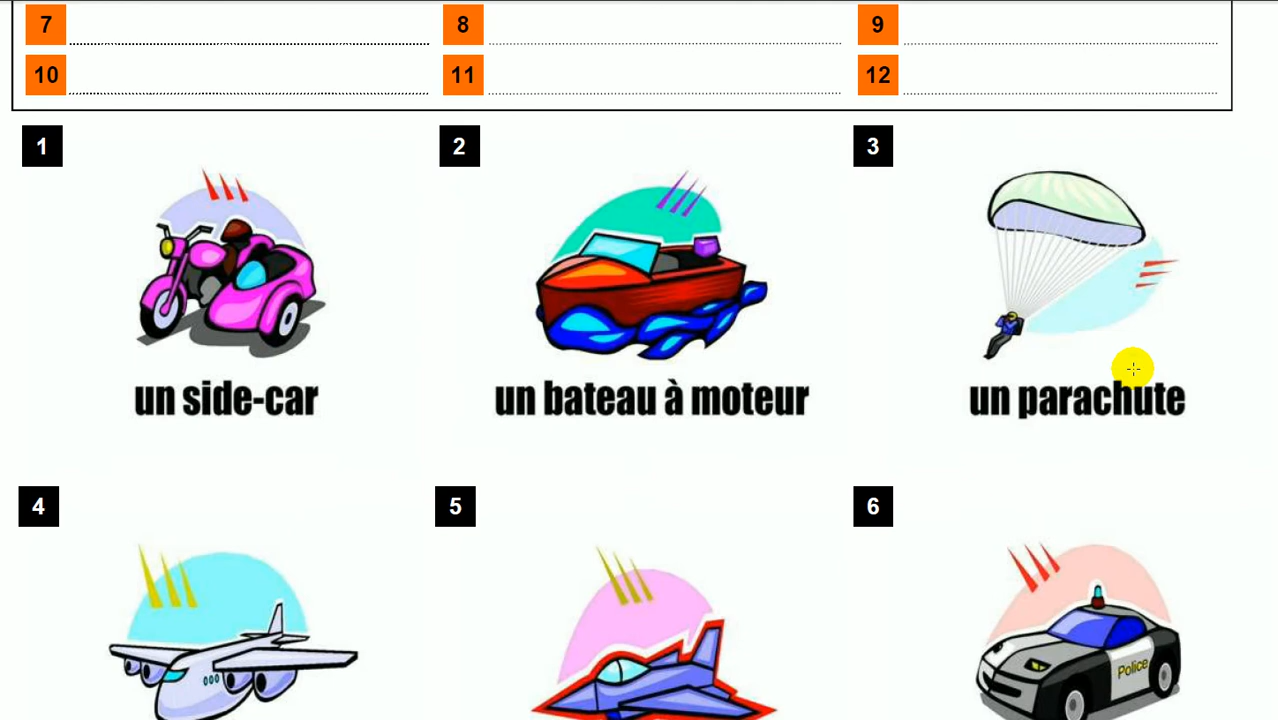 7 8 9
10 11 12
1 2 3
un side-car un bateau à moteur un parachute
4 5 6
Police